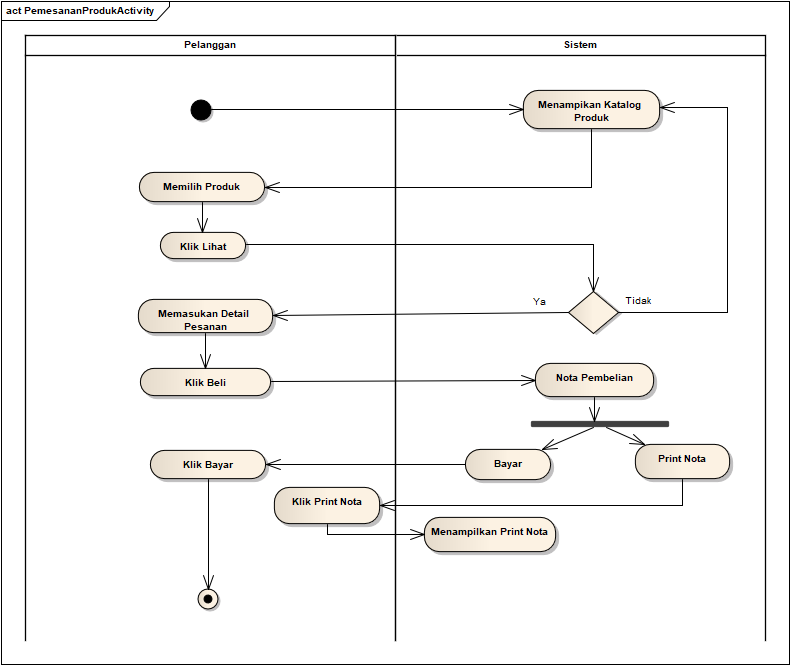 act PemesananProdukActivity
Pelanggan
Sistem
Menampikan Katalog
Produk
Memilih Produk
Klik Lihat
Ya
Tidak
Memasukan Detail
Pesanan
Klik Beli
Nota Pembelian
Klik Bayar
Bayar
Print Nota
Klik Print Nota
Menampilkan Print Nota